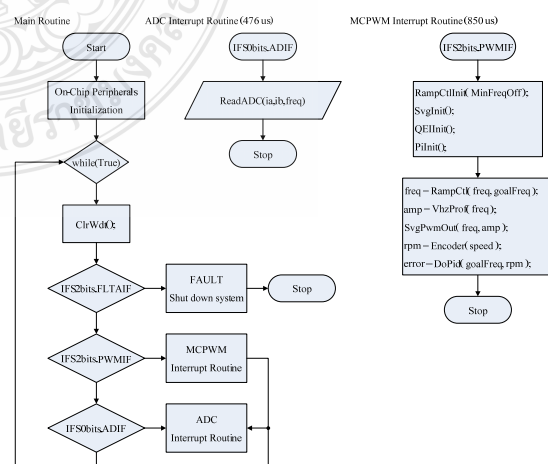 Main Routine
Start
On-Chip Peripherals
Initialization
while(True)
ClrWdt();
IFS2bits.FLTAIF
FAULT
Shut down system
Stop
IFS2bits.PWMIF
MCPWM
Interrupt Routine
IFS0bits.ADIF
ADC
Interrupt Routine
ADC Interrupt Routine (476 us)
IFS0bits.ADIF
ReadADC(ia,ib,freq)
Stop
MCPWM Interrupt Routine (850 us)
IFS2bits.PWMIF
RampCtlInit( MinFreqOff );
SvgInit();
QEIInit();
PiInit();
freq = RampCtl( freq, goalFreq );
amp = VhzProf( freq );
SvgPwmOut( freq, amp );
rpm = Encoder( speed );
error = DoPid( goalFreq, rpm );
Stop